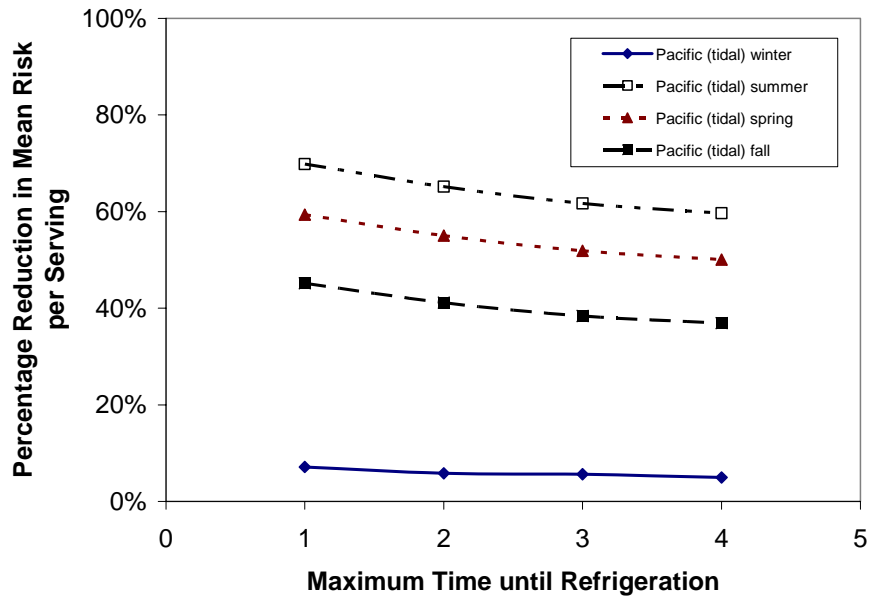 Percentage Reduction in Mean Risk
per Serving
100%
80%
60%
40%
20%
0%
Pacific (tidal) winter
Pacific (tidal) summer
Pacific (tidal) spring
Pacific (tidal) fall
0 1 2 3 4 5
Maximum Time until Refrigeration